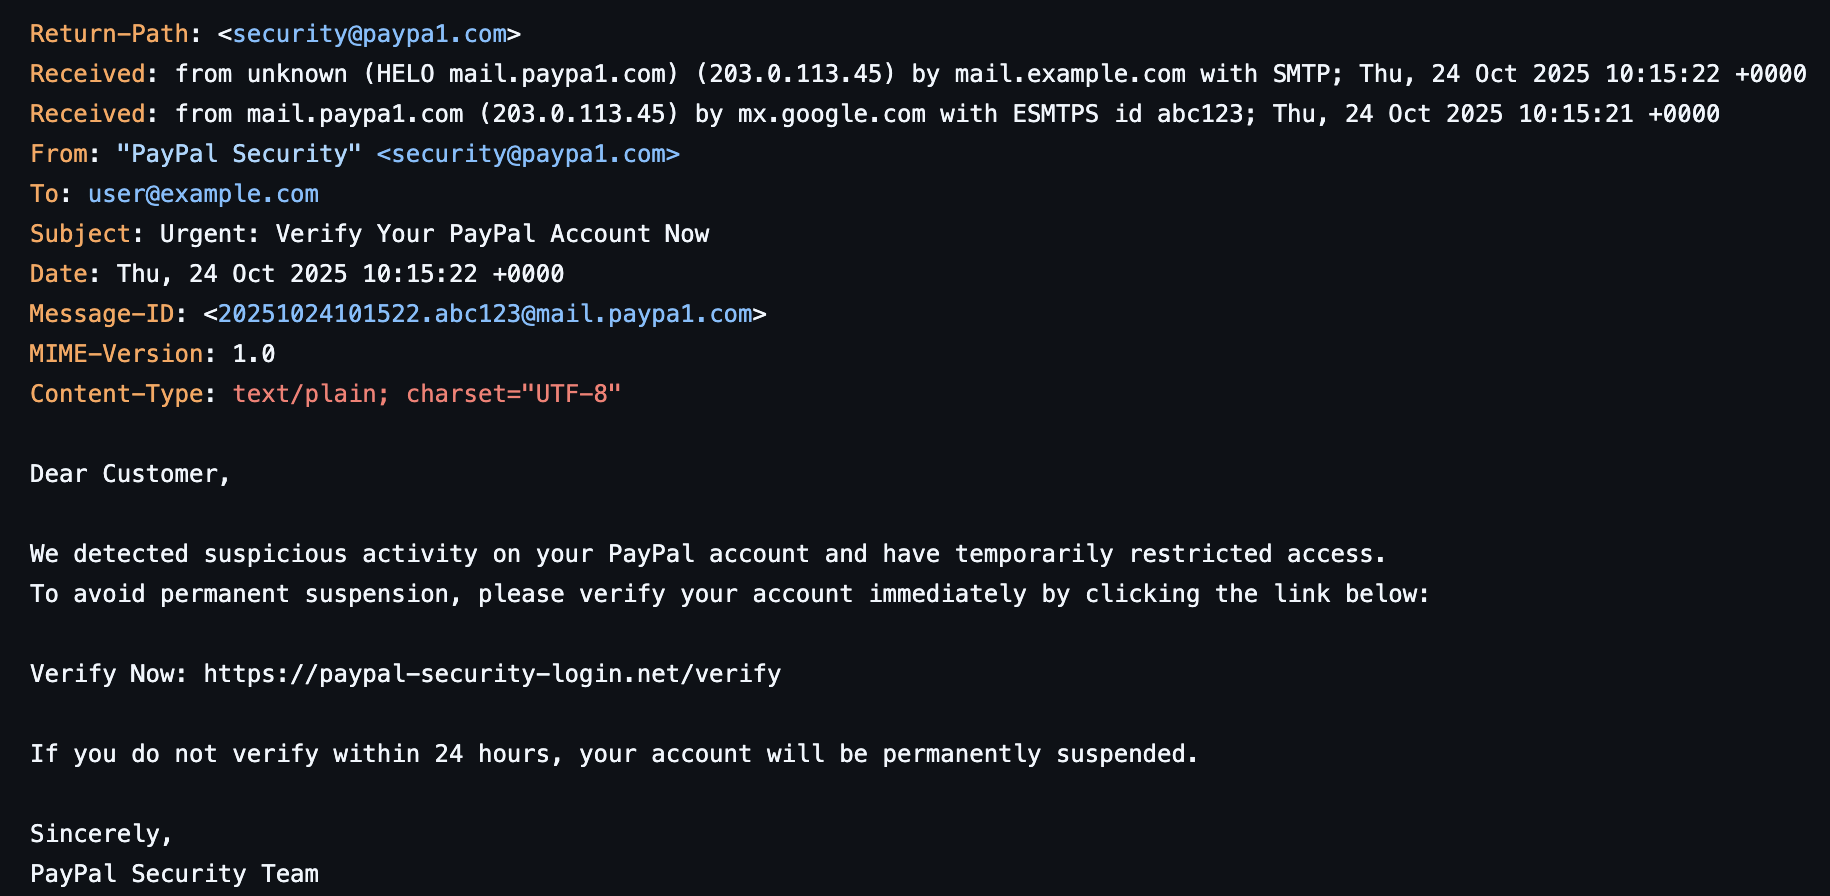 Return-Path: <security@paypa1.com>
Received: from unknown (HELO mail.paypa1.com) (203.0.113.45) by mail.example.com with SMTP; Thu, 24 Oct 2025 10:15:22 +0000
Received: from mail.paypa1.com (203.0.113.45) by mx.google.com with ESMTPS id abc123; Thu, 24 Oct 2025 10:15:21 +0000
From: "PayPal Security" <security@paypa1.com>
To: user@example.com
Subject: Urgent: Verify Your PayPal Account Now
Date: Thu, 24 Oct 2025 10:15:22 +0000
Message-ID: <20251024101522.abc123@mail.paypa1.com>
MIME-Version: 1.0
Content-Type: text/plain; charset="UTF-8"

Dear Customer,

We detected suspicious activity on your PayPal account and have temporarily restricted access.
To avoid permanent suspension, please verify your account immediately by clicking the link below:

Verify Now: https://paypal-security-login.net/verify

If you do not verify within 24 hours, your account will be permanently suspended.

Sincerely,
PayPal Security Team